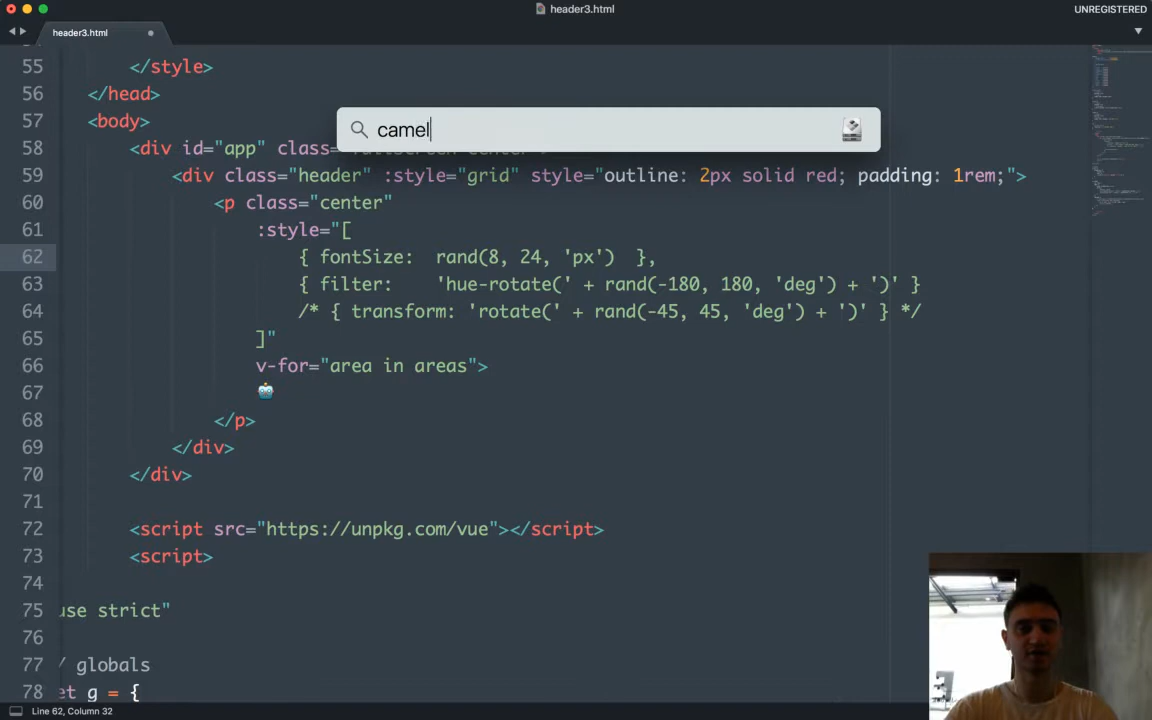 header3.html
UNREGISTERED
header3.html
camel
55 </style>
56 </head>
57 <body>
58 <div id="app" class=
59 <div class="header" :style="grid" style="outline: 2px solid red; padding: 1rem;">
60 <p class="center"
61 :style="[
62 { fontSize: rand(8, 24, 'px') },
63 { filter: 'hue-rotate(' + rand(-180, 180, 'deg') + ')' }
64 /* { transform: 'rotate(' + rand(-45, 45, 'deg') + ')' } */
65 ]"
66 v-for="area in areas">
67
68 </p>
69 </div>
70 </div>
71
72 <script src="https://unpkg.com/vue"></script>
73 <script>
74
75 use strict"
76
77 / globals
78 et g = {
Line 62, Column 32